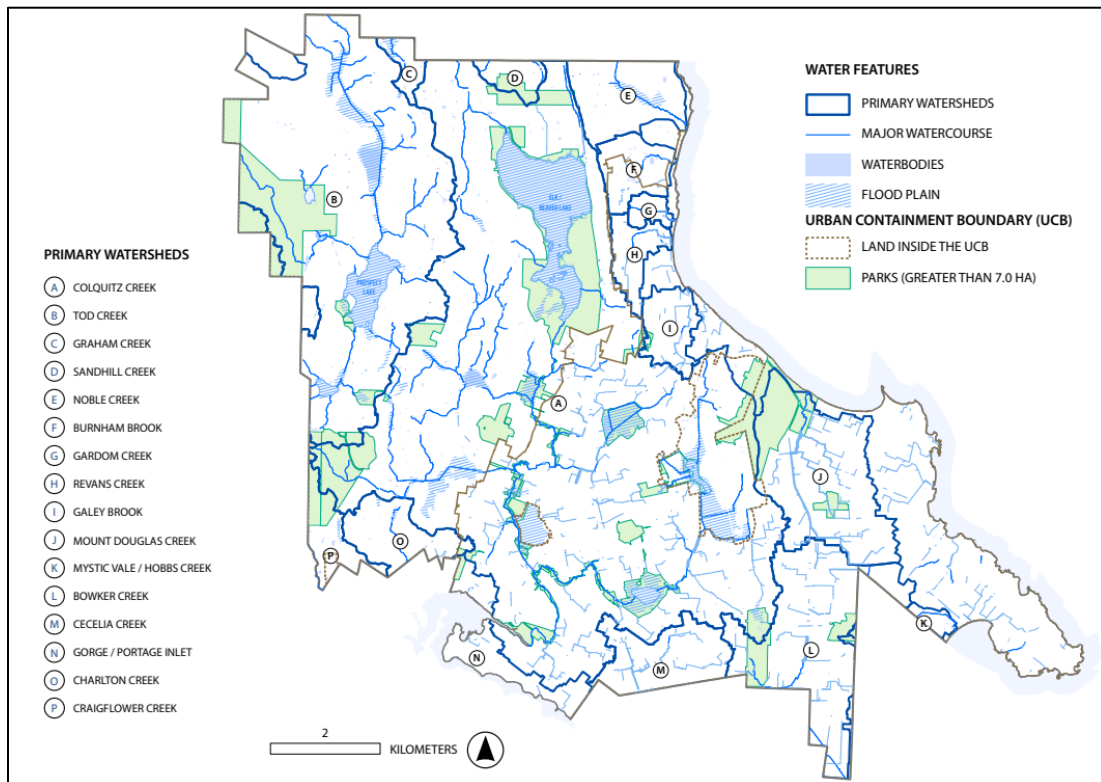 WATER FEATURES
PRIMARY WATERSHEDS
MAJOR WATERCOURSE
WATERBODIES
FLOOD PLAIN
URBAN CONTAINMENT BOUNDARY (UCB)
LAND INSIDE THE UCB
PARKS (GREATER THAN 7.0 HA)
PRIMARY WATERSHEDS
A COLQUITZ CREEK
B TOD CREEK
C GRAHAM CREEK
D SANDHILL CREEK
E NOBLE CREEK
F BURNHAM BROOK
G GARDOM CREEK
H REVANS CREEK
I GALEY BROOK
J MOUNT DOUGLAS CREEK
K MYSTIC VALE / HOBBS CREEK
L BOWKER CREEK
M CECELIA CREEK
N GORGE / PORTAGE INLET
O CHARLTON CREEK
P CRAIGFLOWER CREEK
C
D
E
F
B
G
H
ELK
BEAVER LAKE
PROSPECT
LAKE
I
A
J
O
P
K
L
N
M
2
KILOMETERS